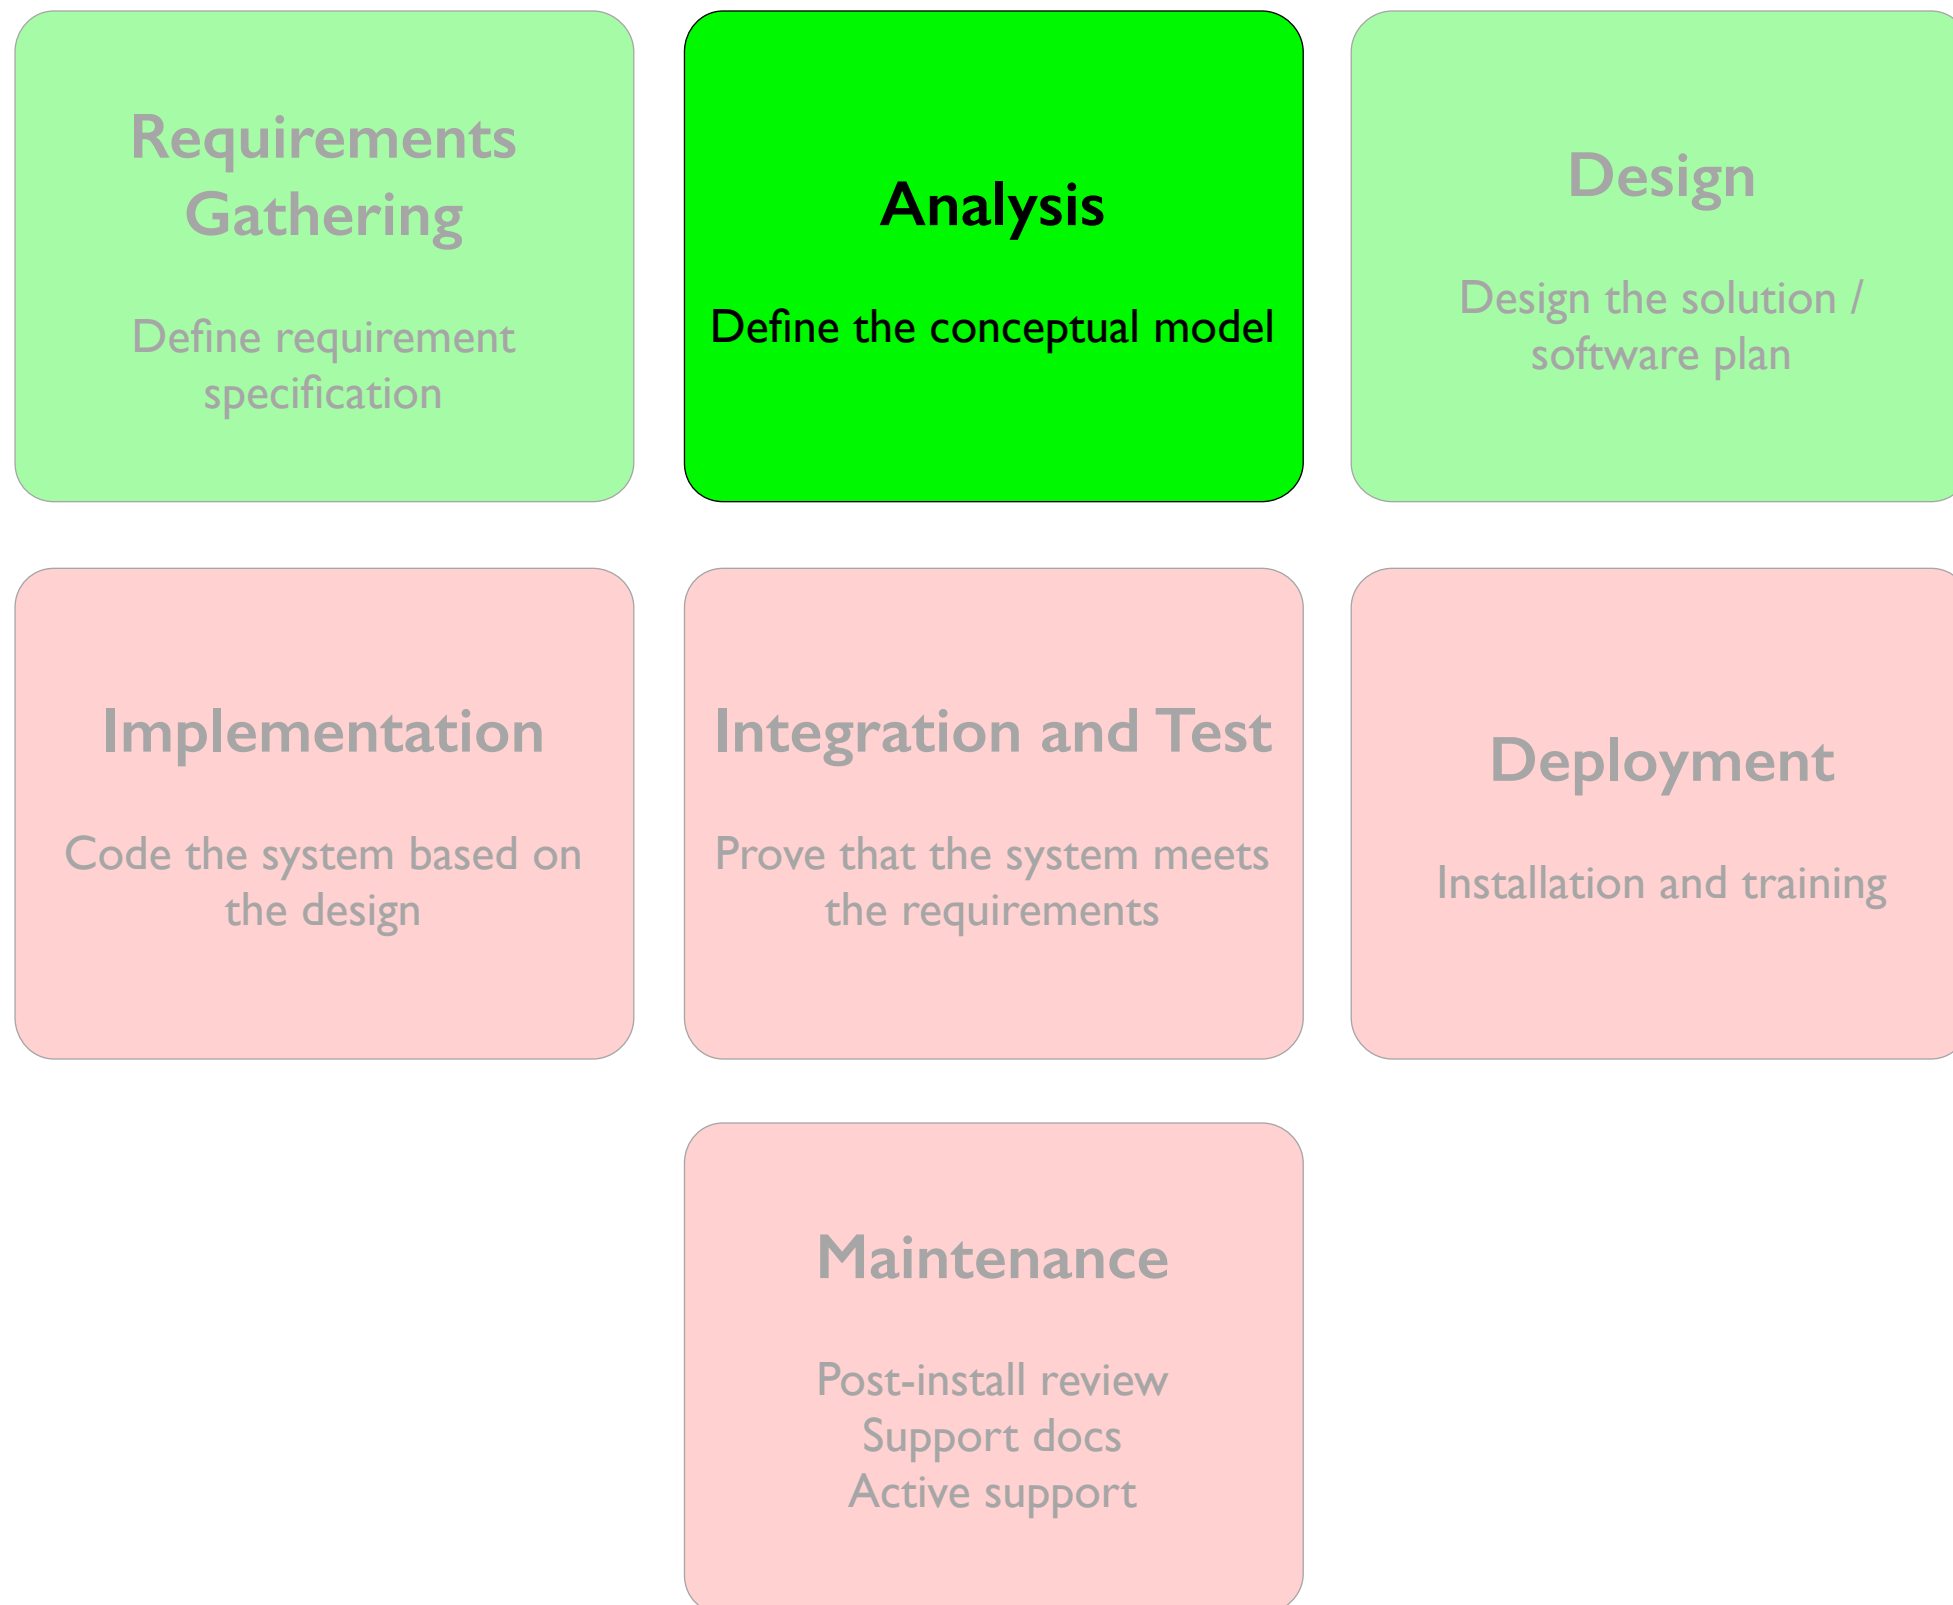 Requirements
Gathering
Define requirement
specification
Analysis
Define the conceptual model
Design
Design the solution /
software plan
Implementation
Code the system based on
the design
Integration and Test
Prove that the system meets
the requirements
Deployment
Installation and training
Maintenance
Post-install review
Support docs
Active support